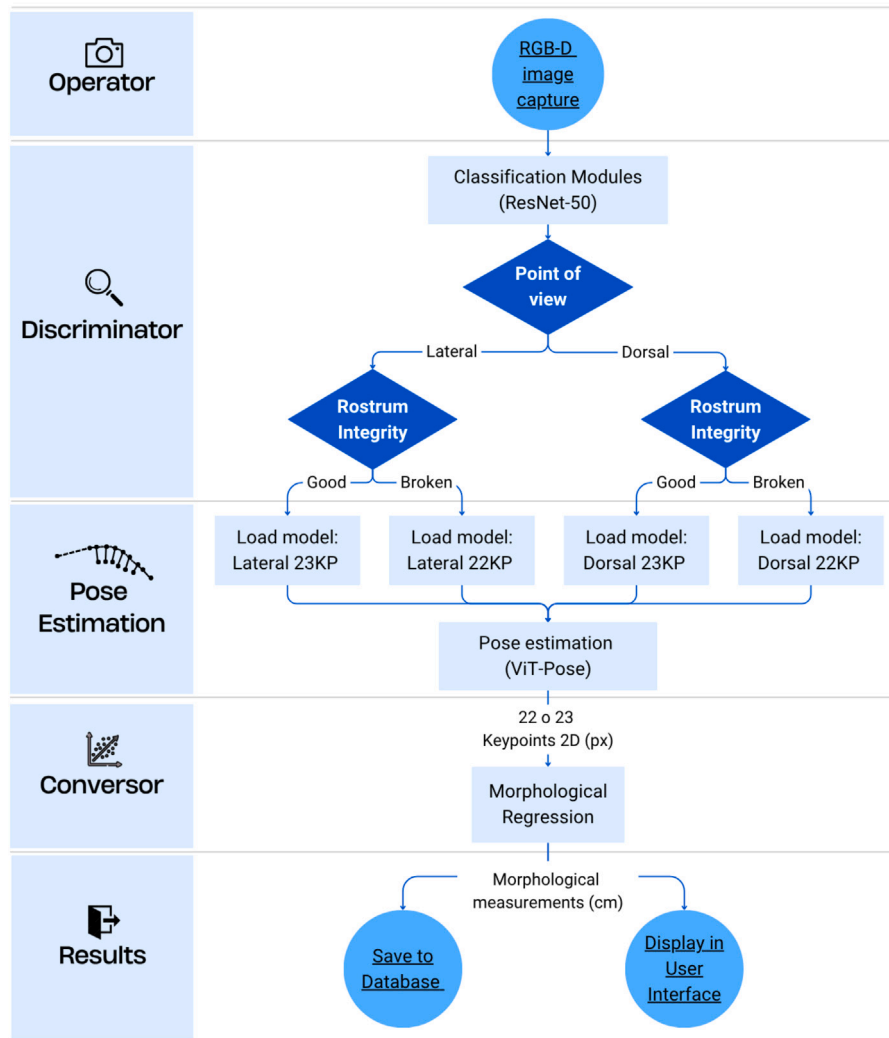 Operator
RGB-D
image
capture
Discriminator
Classification Modules
(ResNet-50)
Point of
view
Lateral
Dorsal
Rostrum
Integrity
Rostrum
Integrity
Good
Broken
Good
Broken
Pose
Estimation
Load model:
Lateral 23KP
Load model:
Lateral 22KP
Load model:
Dorsal 23KP
Load model:
Dorsal 22KP
Pose estimation
(ViT-Pose)
Conversor
22 o 23
Keypoints 2D (px)
Morphological
Regression
Results
Morphological
measurements (cm)
Save to
Database
Display in
User
Interface